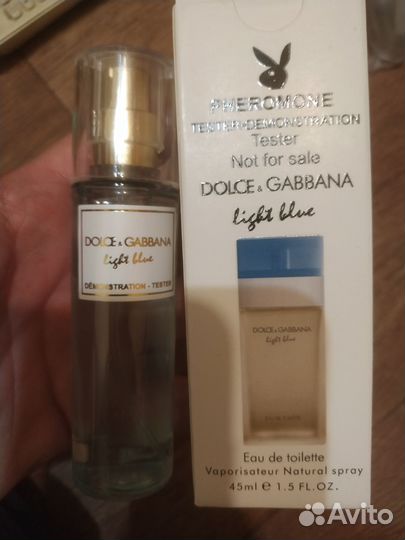 PHEROMONE
TESTER-DEMONSTRATION
Tester
Not for sale
DOLCE & GABBANA
light blue
DOLCE & GABBANA
light blue
Eau de toilette
Vaporisateur Natural spray
45ml e 1.5 FL.OZ.
DOLCE & GABBANA
light blue
DÉMONSTRATION - TESTER
Avito